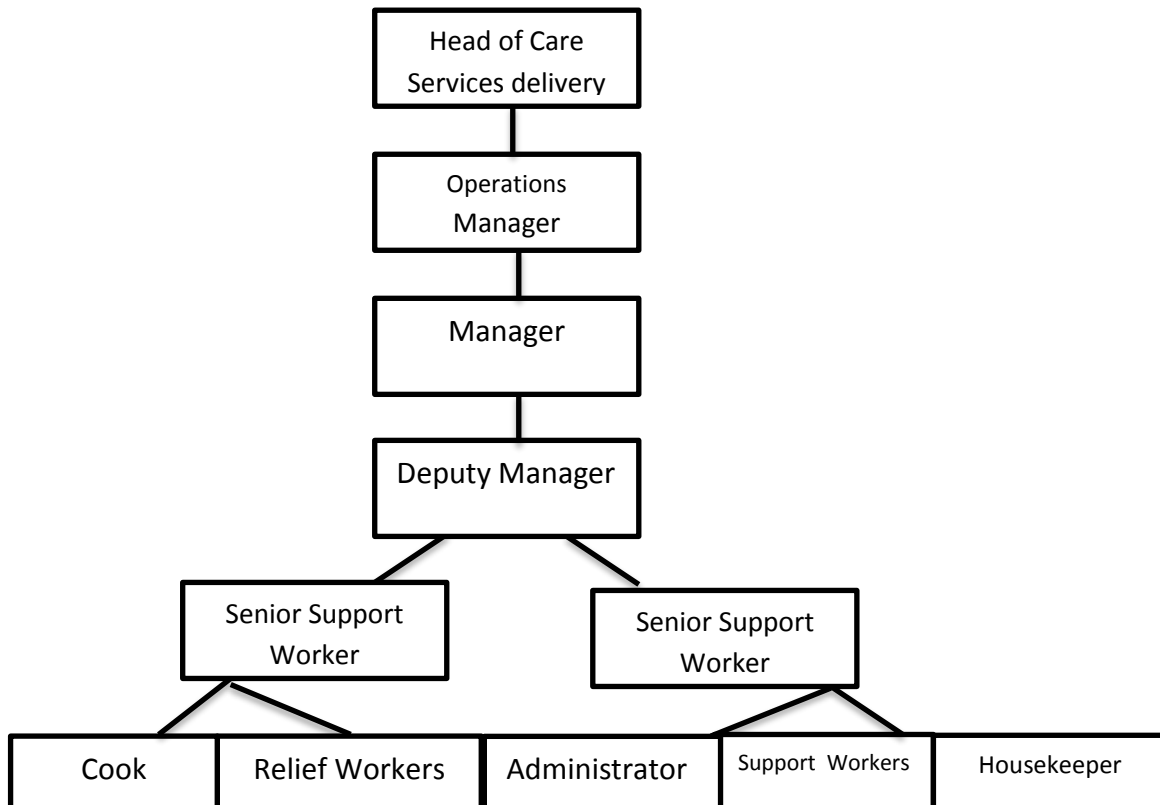 Head of Care
Services delivery
Operations
Manager
Manager
Deputy Manager
Senior Support
Worker
Senior Support
Worker
Cook
Relief Workers
Administrator
Support Workers
Housekeeper